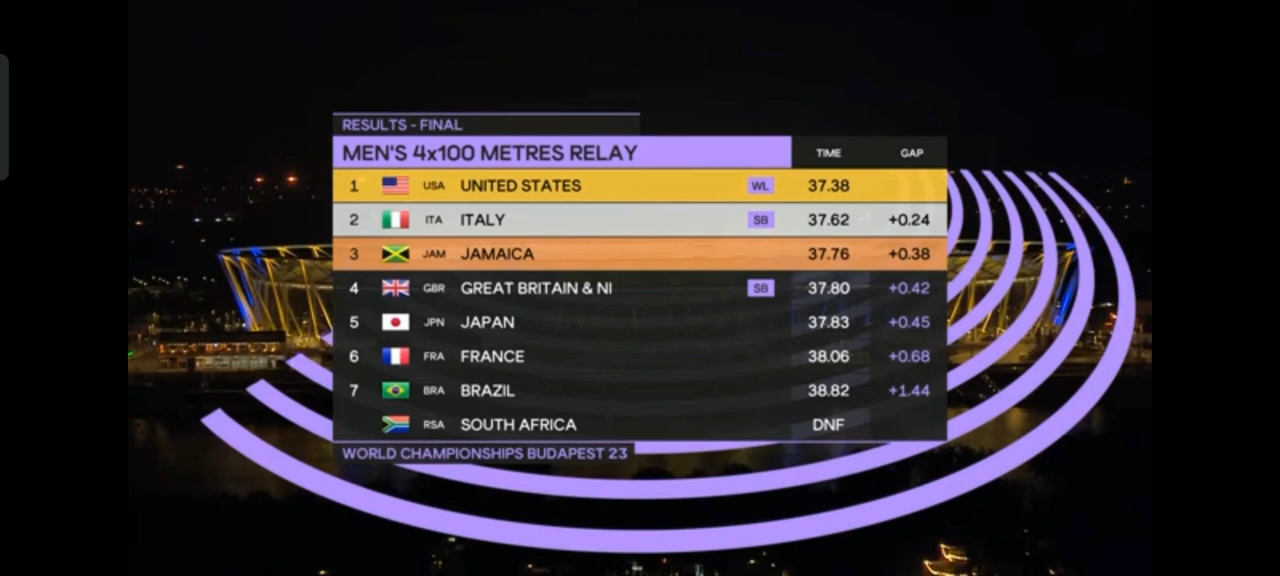 RESULTS - FINAL
MEN'S 4x100 METRES RELAY TIME GAP
1 USA UNITED STATES WL 37.38
2 ITA ITALY SB 37.62 +0.24
3 JAM JAMAICA 37.76 +0.38
4 GBR GREAT BRITAIN & NI SB 37.80 +0.42
5 JPN JAPAN 37.83 +0.45
6 FRA FRANCE 38.06 +0.68
7 BRA BRAZIL 38.82 +1.44
RSA SOUTH AFRICA DNF
WORLD CHAMPIONSHIPS BUDAPEST 23